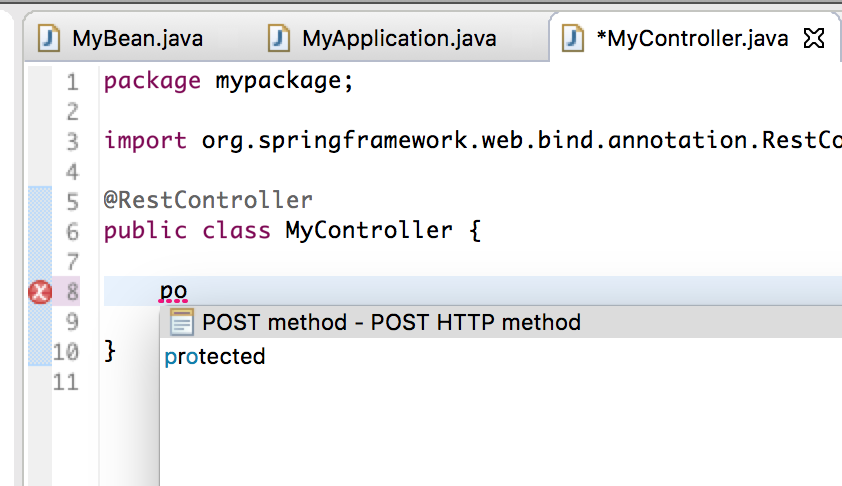 MyBean.java MyApplication.java *MyController.java
1 package mypackage;
2
3 import org.springframework.web.bind.annotation.RestCo
4
5 @RestController
6 public class MyController {
7
8 po
9 POST method - POST HTTP method
10 } protected
11